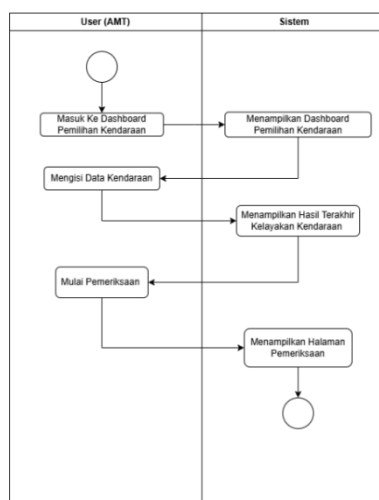 User (AMT)
Sistem
Masuk Ke Dashboard
Pemilihan Kendaraan
Menampilkan Dashboard
Pemilihan Kendaraan
Mengisi Data Kendaraan
Menampilkan Hasil Terakhir
Kelayakan Kendaraan
Mulai Pemeriksaan
Menampilkan Halaman
Pemeriksaan